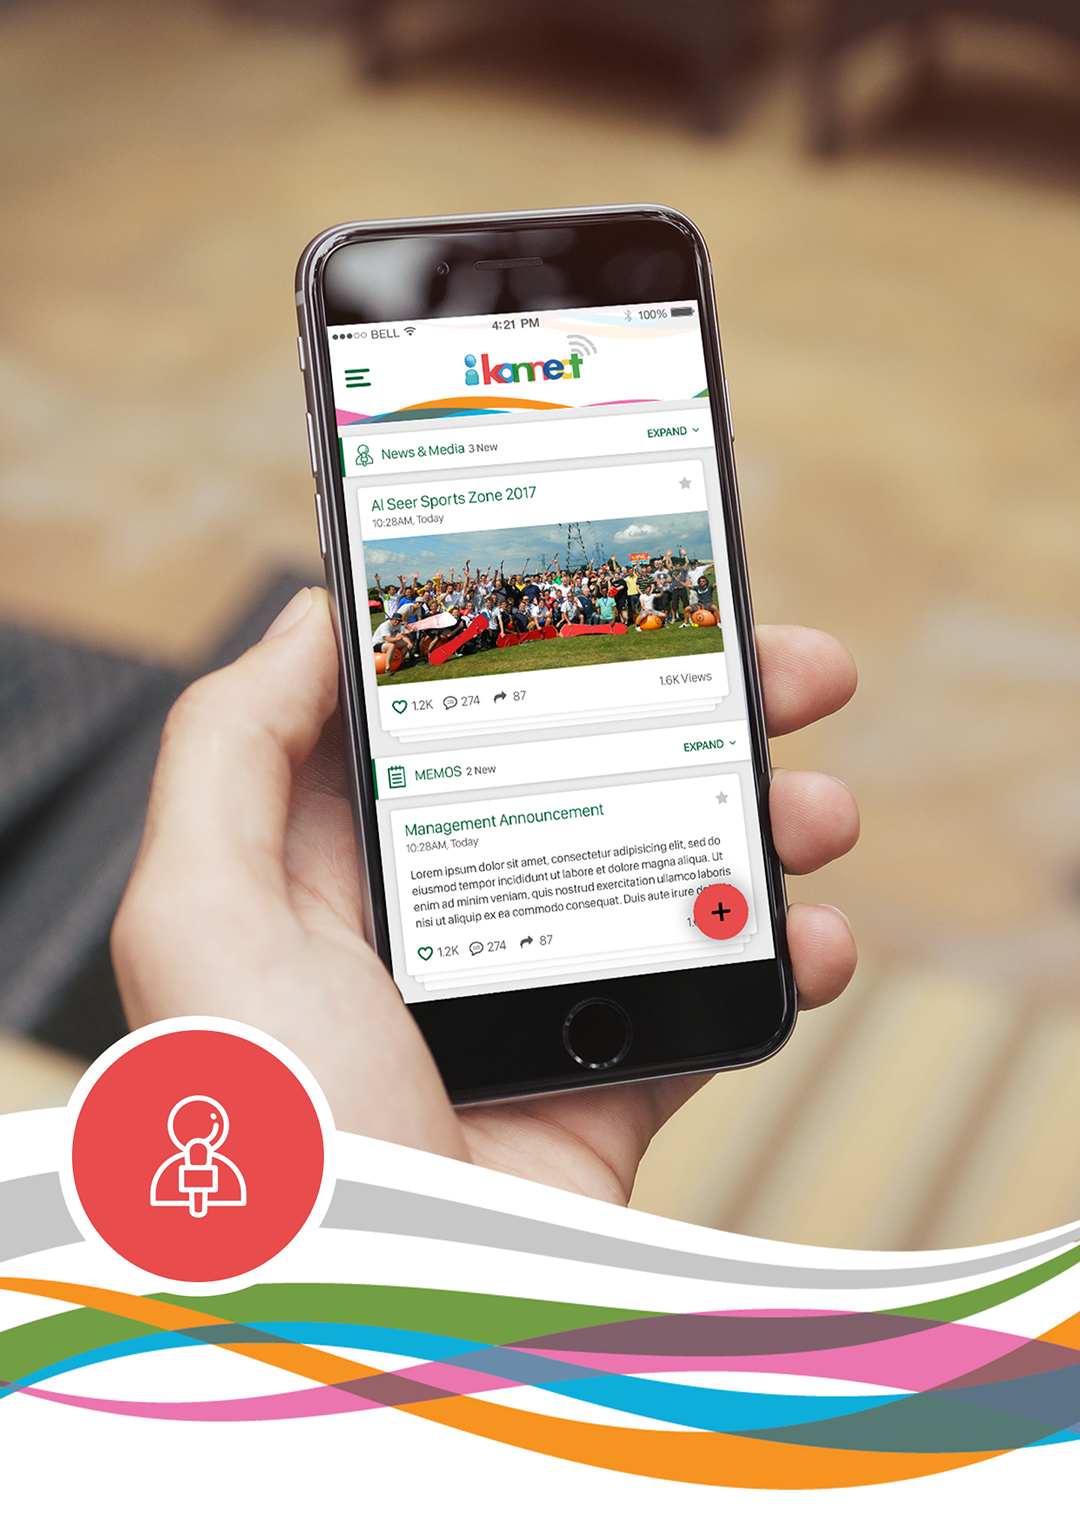 BELL
4:21 PM
100%
i konnect
News & Media 3 New
EXPAND
Al Seer Sports Zone 2017
10:28AM, Today
1.2K 274 87
1.6K Views
MEMOS 2 New
EXPAND
Management Announcement
10:28AM, Today
Lorem ipsum dolor sit amet, consectetur adipisicing elit, sed do
eiusmod tempor incididunt ut labore et dolore magna aliqua. Ut
enim ad minim veniam, quis nostrud exercitation ullamco laboris
nisi ut aliquip ex ea commodo consequat. Duis aute irure
1.2K 274 87